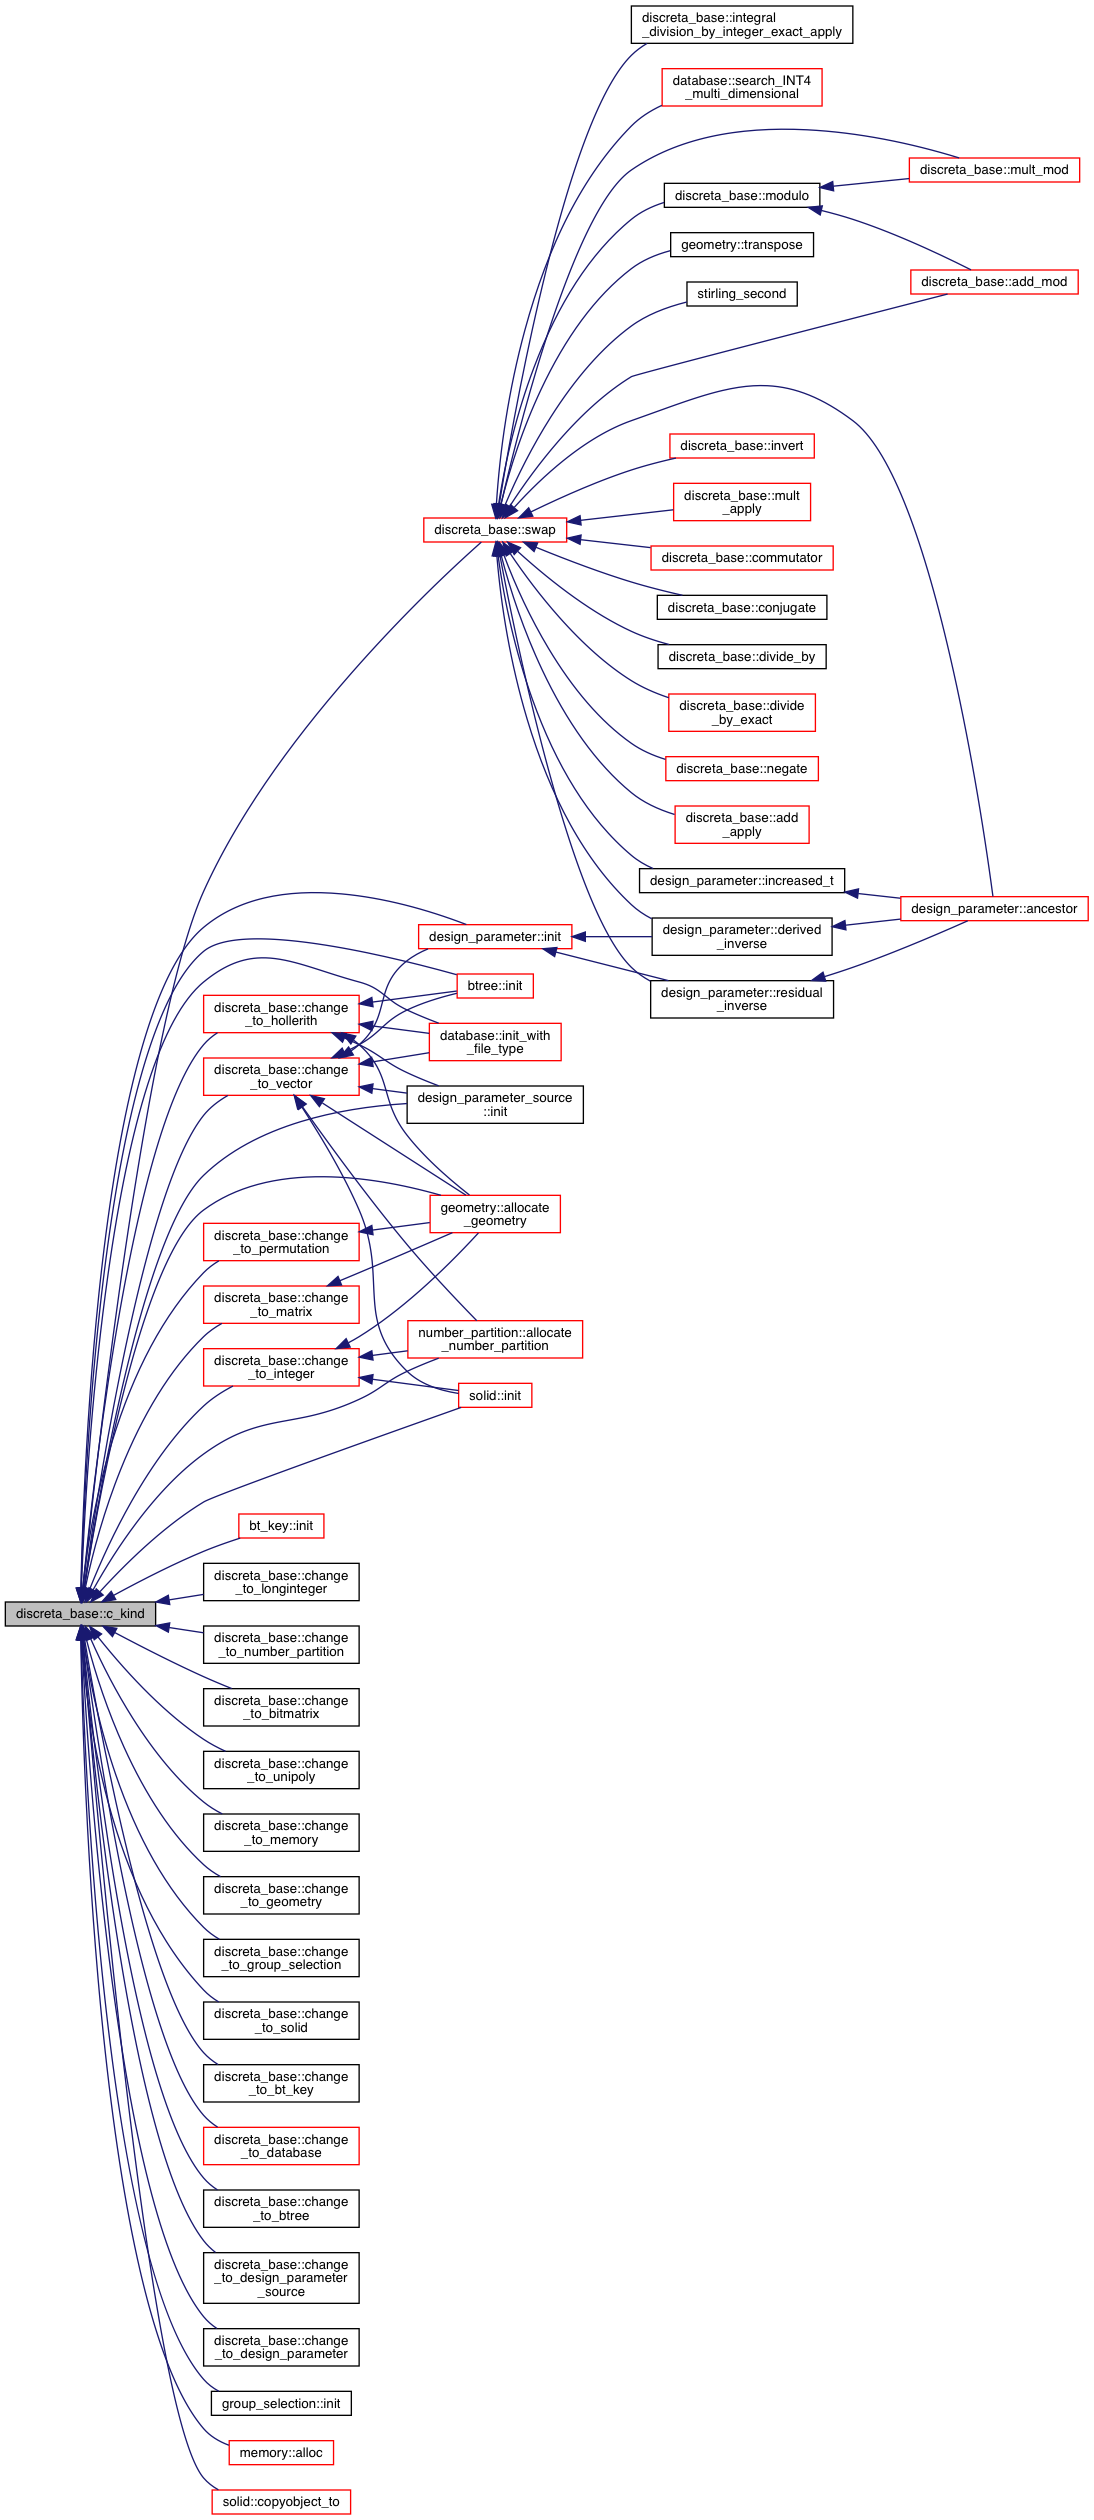 discreta_base::integral
_division_by_integer_exact_apply
database::search_INT4
_multi_dimensional
discreta_base::mult_mod
discreta_base::modulo
geometry::transpose
discreta_base::add_mod
stirling_second
discreta_base::invert
discreta_base::mult
_apply
discreta_base::swap
discreta_base::commutator
discreta_base::conjugate
discreta_base::divide_by
discreta_base::divide
_by_exact
discreta_base::negate
discreta_base::add
_apply
design_parameter::increased_t
design_parameter::ancestor
design_parameter::init
design_parameter::derived
_inverse
btree::init
design_parameter::residual
_inverse
discreta_base::change
_to_hollerith
database::init_with
_file_type
discreta_base::change
_to_vector
design_parameter_source
::init
geometry::allocate
_geometry
discreta_base::change
_to_permutation
discreta_base::change
_to_matrix
number_partition::allocate
_number_partition
discreta_base::change
_to_integer
solid::init
bt_key::init
discreta_base::change
_to_longinteger
discreta_base::c_kind
discreta_base::change
_to_number_partition
discreta_base::change
_to_bitmatrix
discreta_base::change
_to_unipoly
discreta_base::change
_to_memory
discreta_base::change
_to_geometry
discreta_base::change
_to_group_selection
discreta_base::change
_to_solid
discreta_base::change
_to_bt_key
discreta_base::change
_to_database
discreta_base::change
_to_btree
discreta_base::change
_to_design_parameter
_source
discreta_base::change
_to_design_parameter
group_selection::init
memory::alloc
solid::copyobject_to